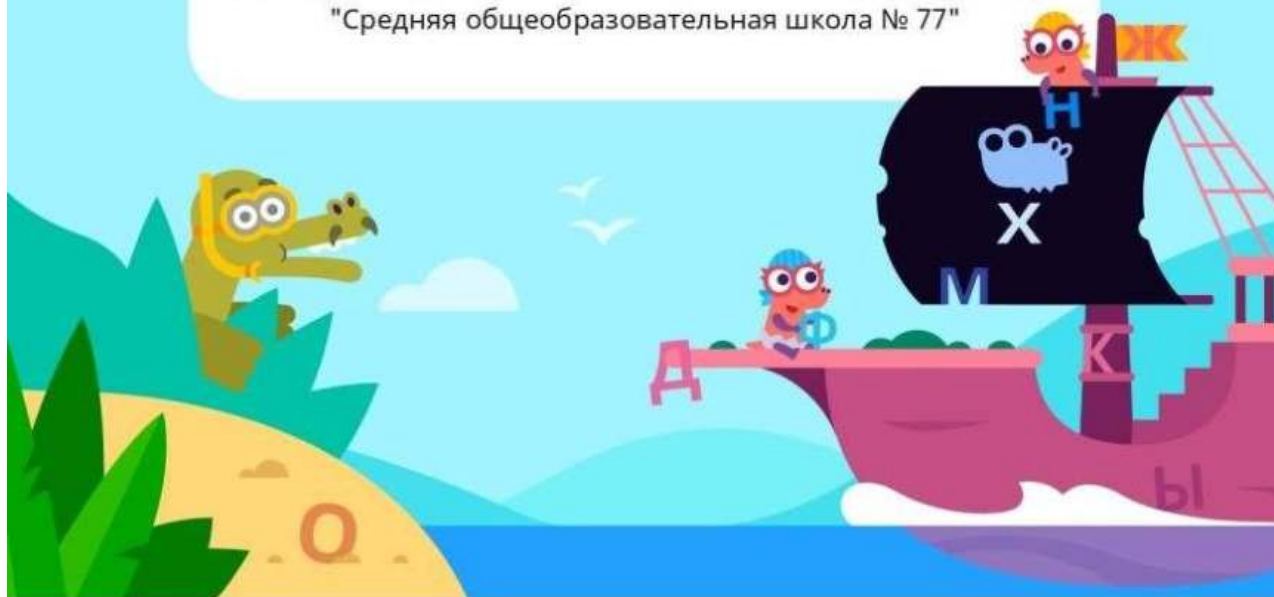 "Средняя общеобразовательная школа № 77"
Ж
Н
Х
М
Ф
Д
К
Ы
О